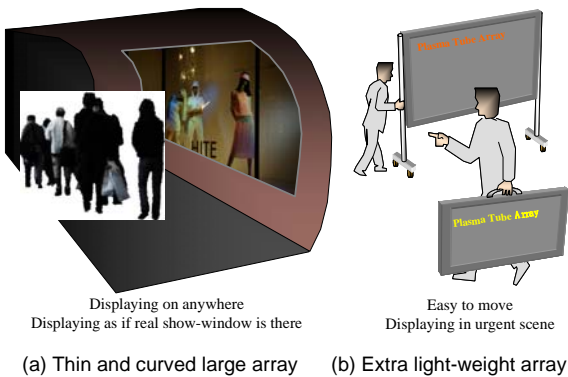 Plasma Tube Array
HITE
Plasma Tube Array
Displaying on anywhere
Displaying as if real show-window is there
Easy to move
Displaying in urgent scene
(a) Thin and curved large array
(b) Extra light-weight array